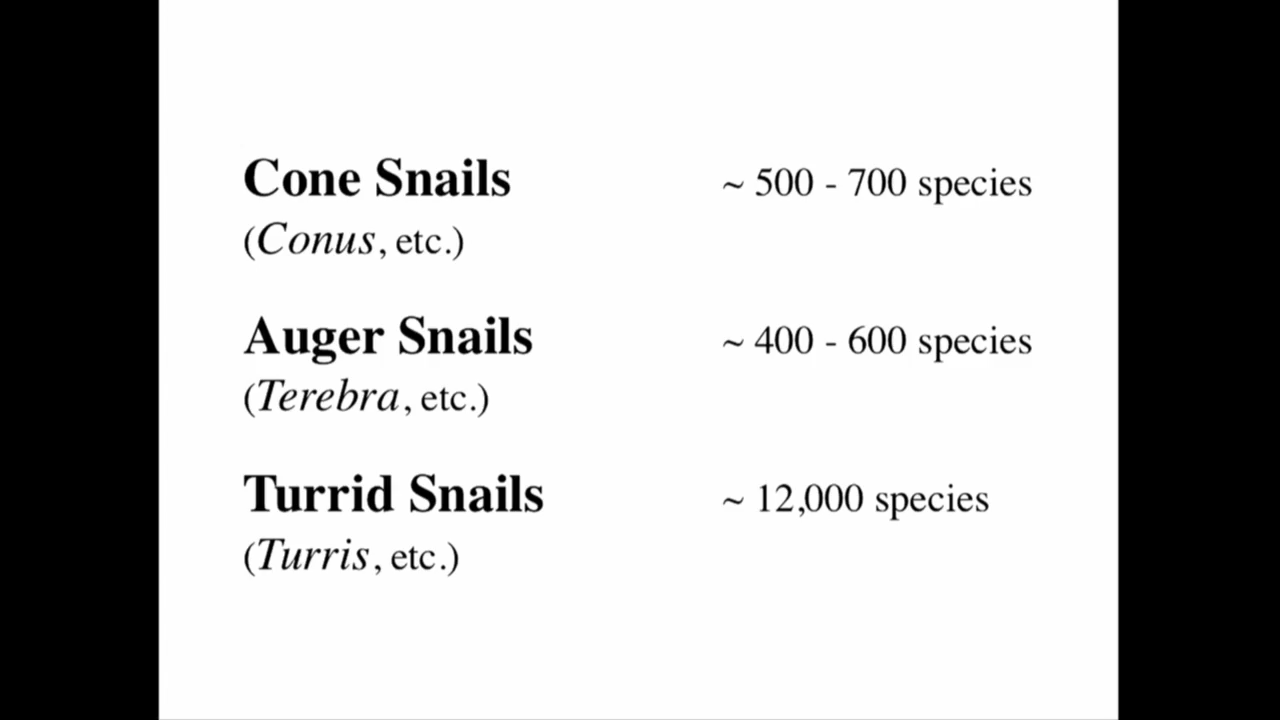 Cone Snails ~ 500 - 700 species
(Conus, etc.)
Auger Snails ~ 400 - 600 species
(Terebra, etc.)
Turrid Snails ~ 12,000 species
(Turris, etc.)